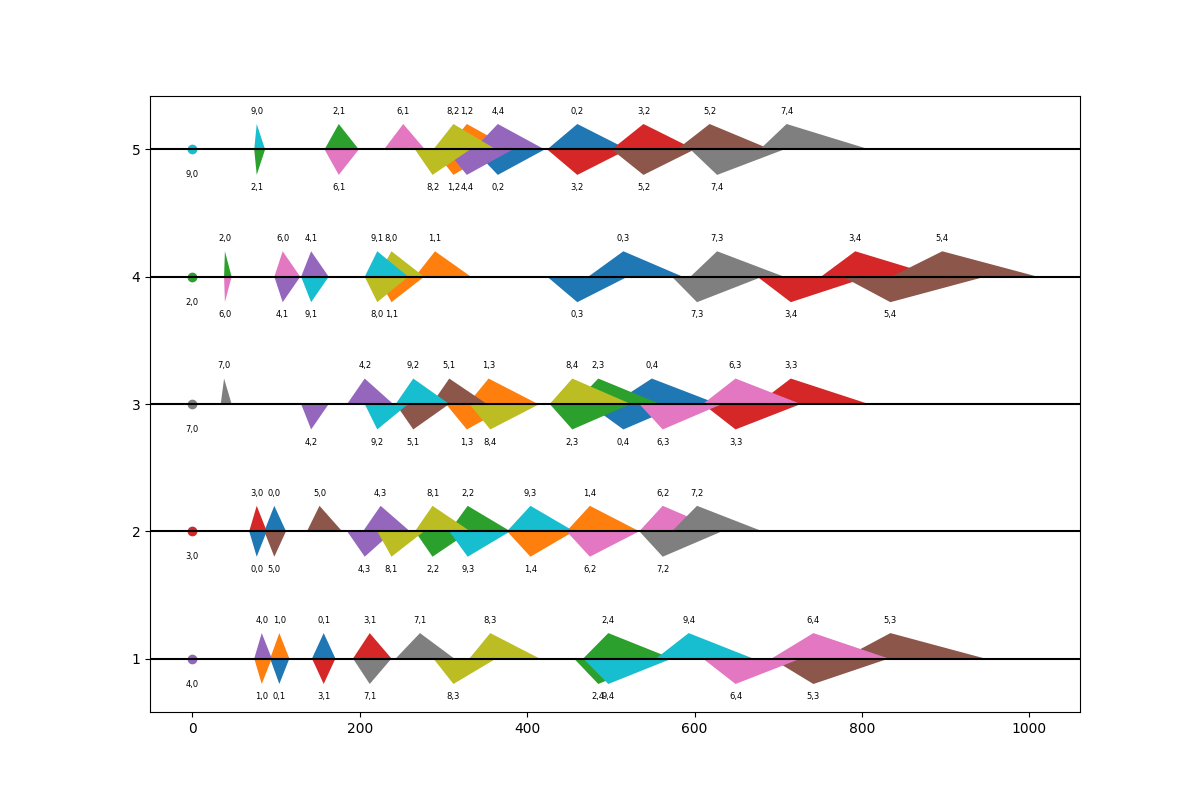 9,0 2,1 6,1 8,2 1,2 4,4 0,2 3,2 5,2 7,4
5
9,0 2,1 6,1 8,2 1,2 4,4 0,2 3,2 5,2 7,4
2,0 6,0 4,1 9,1 8,0 1,1 0,3 7,3 3,4 5,4
4
2,0 6,0 4,1 9,1 8,0 1,1 0,3 7,3 3,4 5,4
7,0 4,2 9,2 5,1 1,3 8,4 2,3 0,4 6,3 3,3
3
7,0 4,2 9,2 5,1 1,3 8,4 2,3 0,4 6,3 3,3
3,0 0,0 5,0 4,3 8,1 2,2 9,3 1,4 6,2 7,2
2
3,0 0,0 5,0 4,3 8,1 2,2 9,3 1,4 6,2 7,2
4,0 1,0 0,1 3,1 7,1 8,3 2,4 9,4 6,4 5,3
1
4,0 1,0 0,1 3,1 7,1 8,3 2,4 9,4 6,4 5,3
0 200 400 600 800 1000